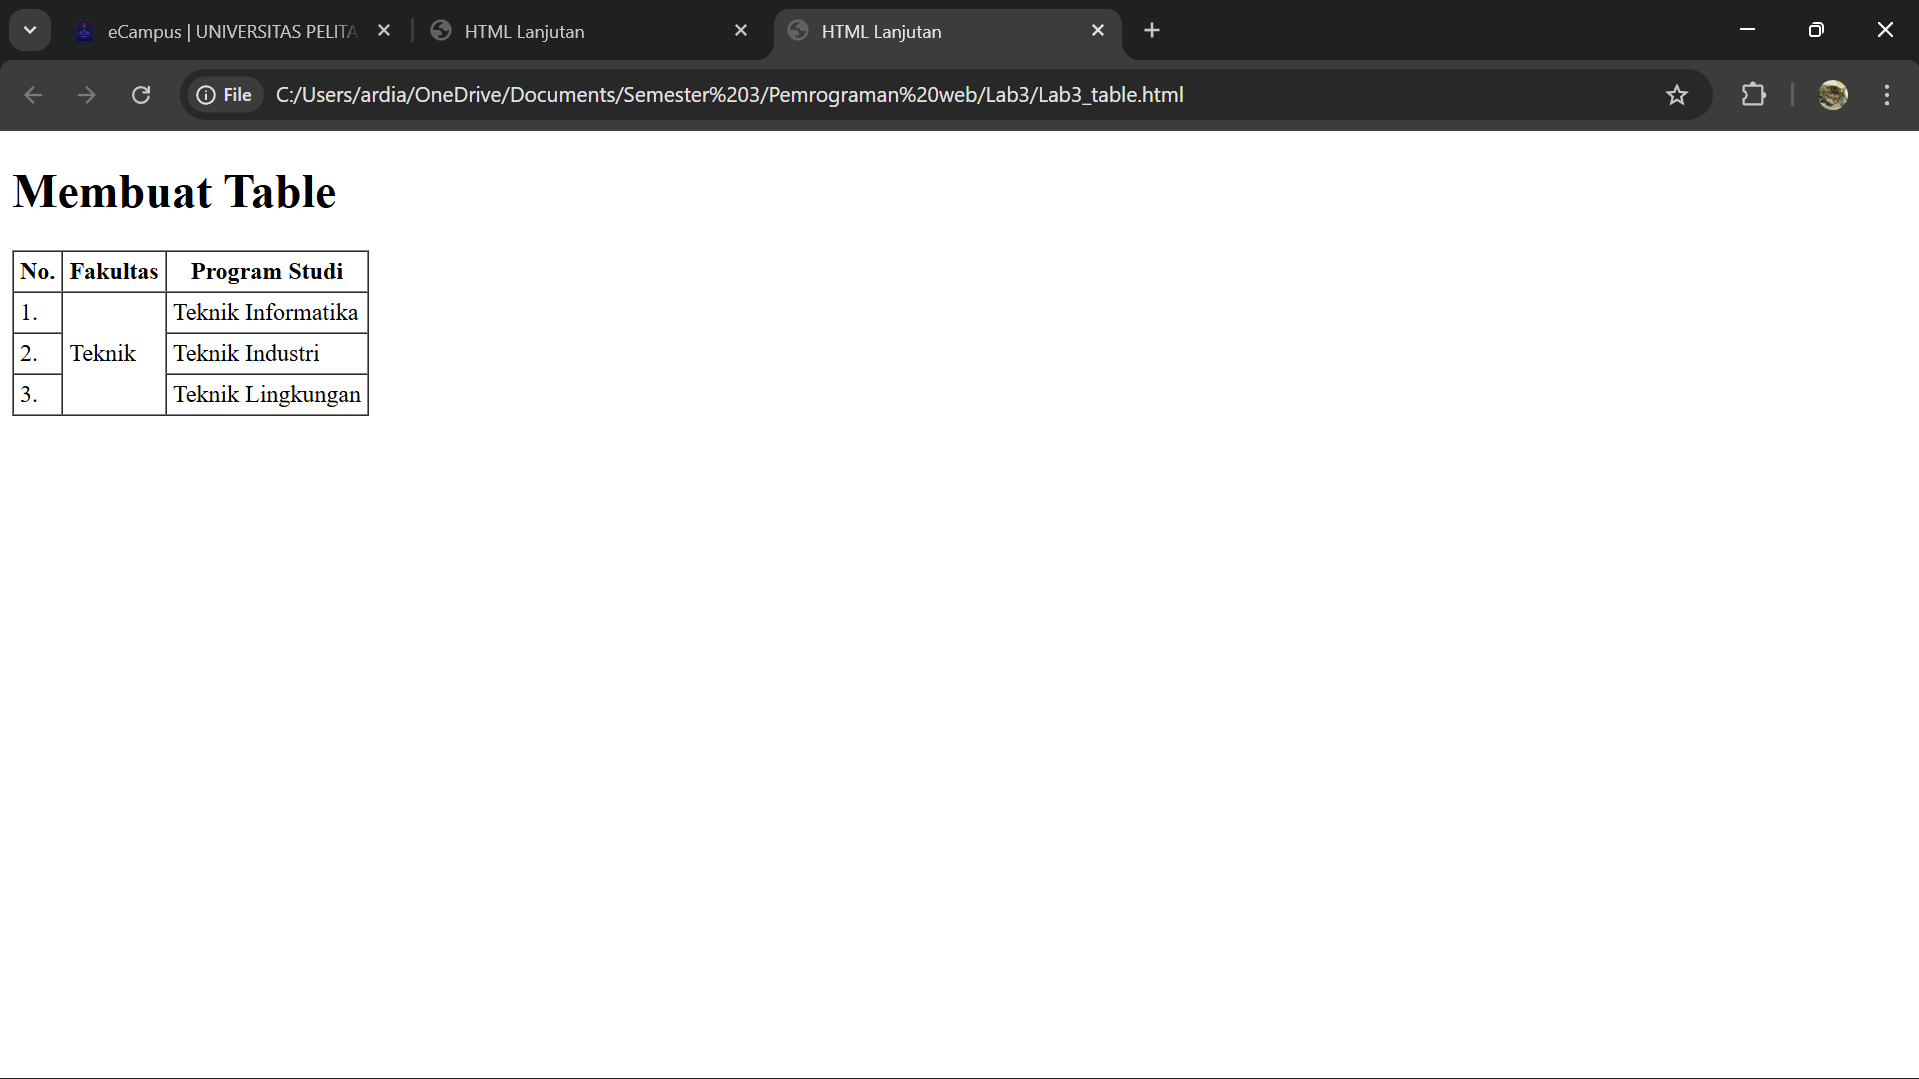 eCampus | UNIVERSITAS PELITA
HTML Lanjutan
HTML Lanjutan
File C:/Users/ardia/OneDrive/Documents/Semester%203/Pemrograman%20web/Lab3/Lab3_table.html
Membuat Table
No. Fakultas Program Studi
1. Teknik Informatika
2. Teknik Teknik Industri
3. Teknik Lingkungan